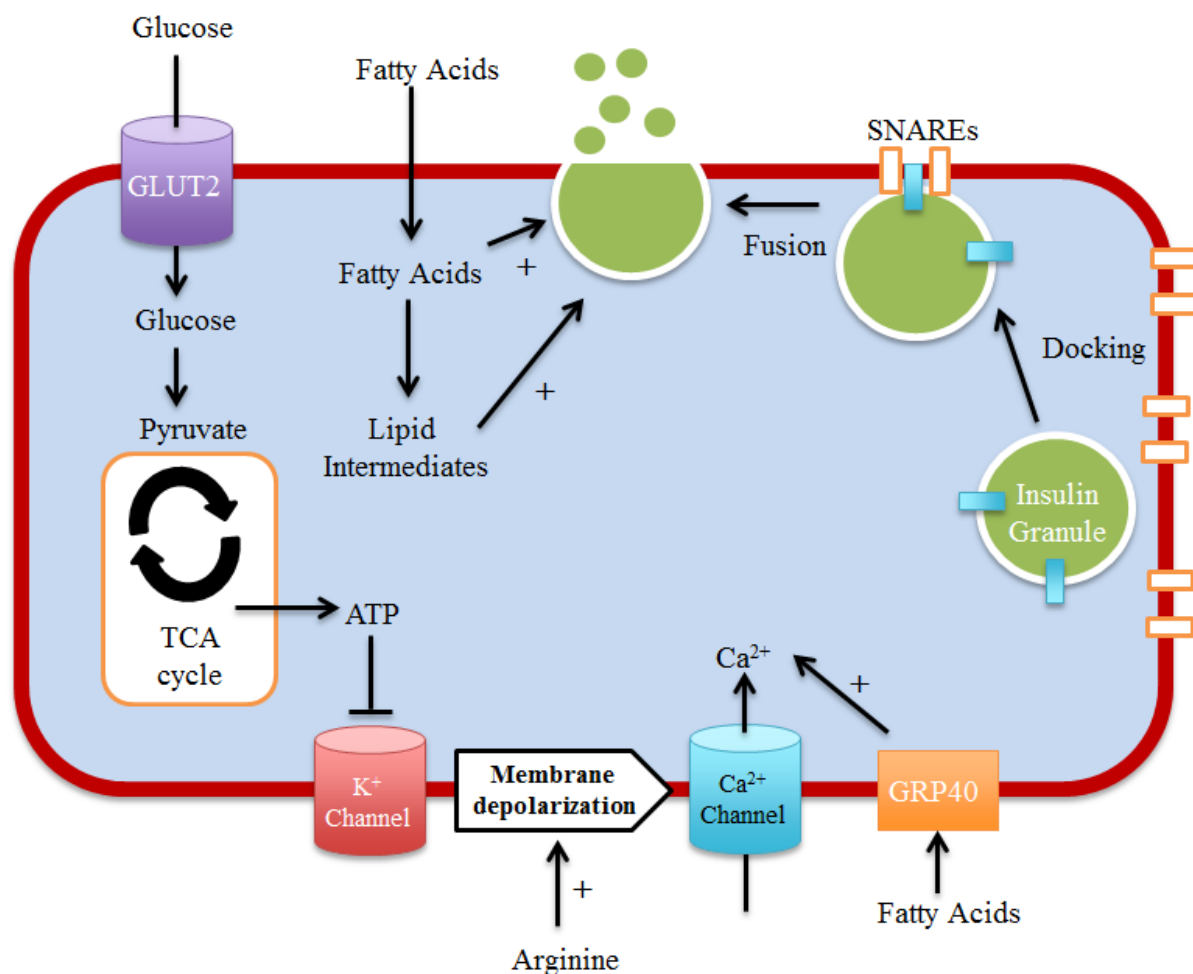 Glucose
Fatty Acids
SNAREs
GLUT2
Fusion
Fatty Acids
+
Glucose
Docking
+
Pyruvate
Lipid
Intermediates
Insulin
Granule
TCA
cycle
ATP
Ca²⁺
+
K⁺
Channel
Membrane
depolarization
Ca²⁺
Channel
GRP40
+
Fatty Acids
Arginine